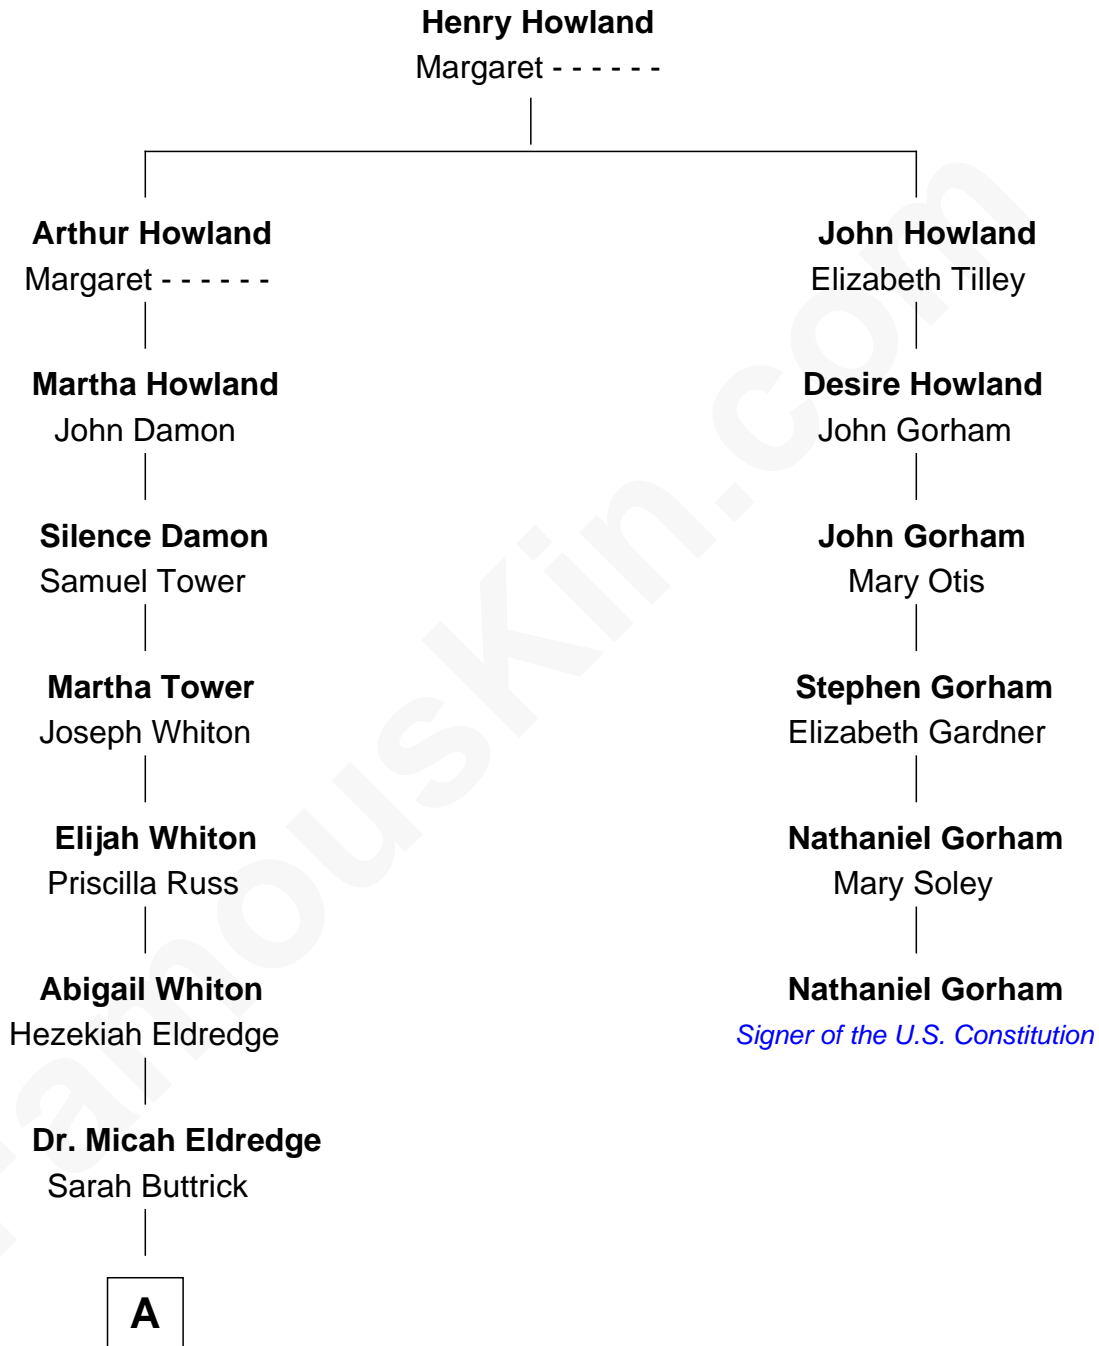 Henry Howland
Margaret - - - - - -
Arthur Howland
Margaret - - - - - -
John Howland
Elizabeth Tilley
Martha Howland
John Damon
Desire Howland
John Gorham
Silence Damon
Samuel Tower
John Gorham
Mary Otis
Martha Tower
Joseph Whiton
Stephen Gorham
Elizabeth Gardner
Elijah Whiton
Priscilla Russ
Nathaniel Gorham
Mary Soley
Abigail Whiton
Hezekiah Eldredge
Nathaniel Gorham
Signer of the U.S. Constitution
Dr. Micah Eldredge
Sarah Buttrick
A
FamousKin.com